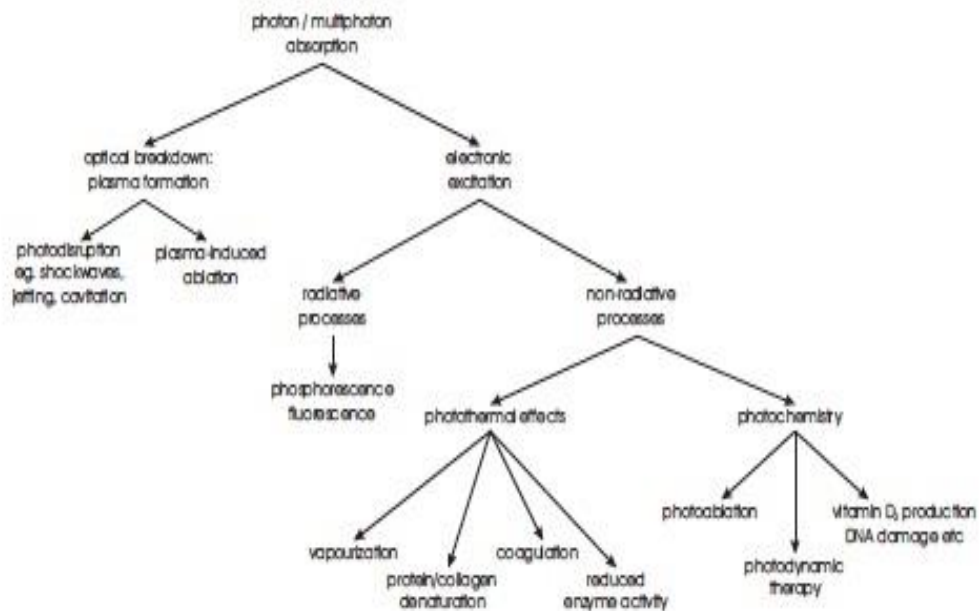 photon / multiphoton
absorption
optical breakdown:
plasma formation
electronic
excitation
photodisruption
eg. shockwaves,
jetting, cavitation
plasma-induced
ablation
radiative
processes
non-radiative
processes
phosphorescence
fluorescence
photothermal effects
photochemistry
vapourization
protein/collagen
denaturation
coagulation
reduced
enzyme activity
photoablation
photodynamic
therapy
vitamin D₃ production
DNA damage etc